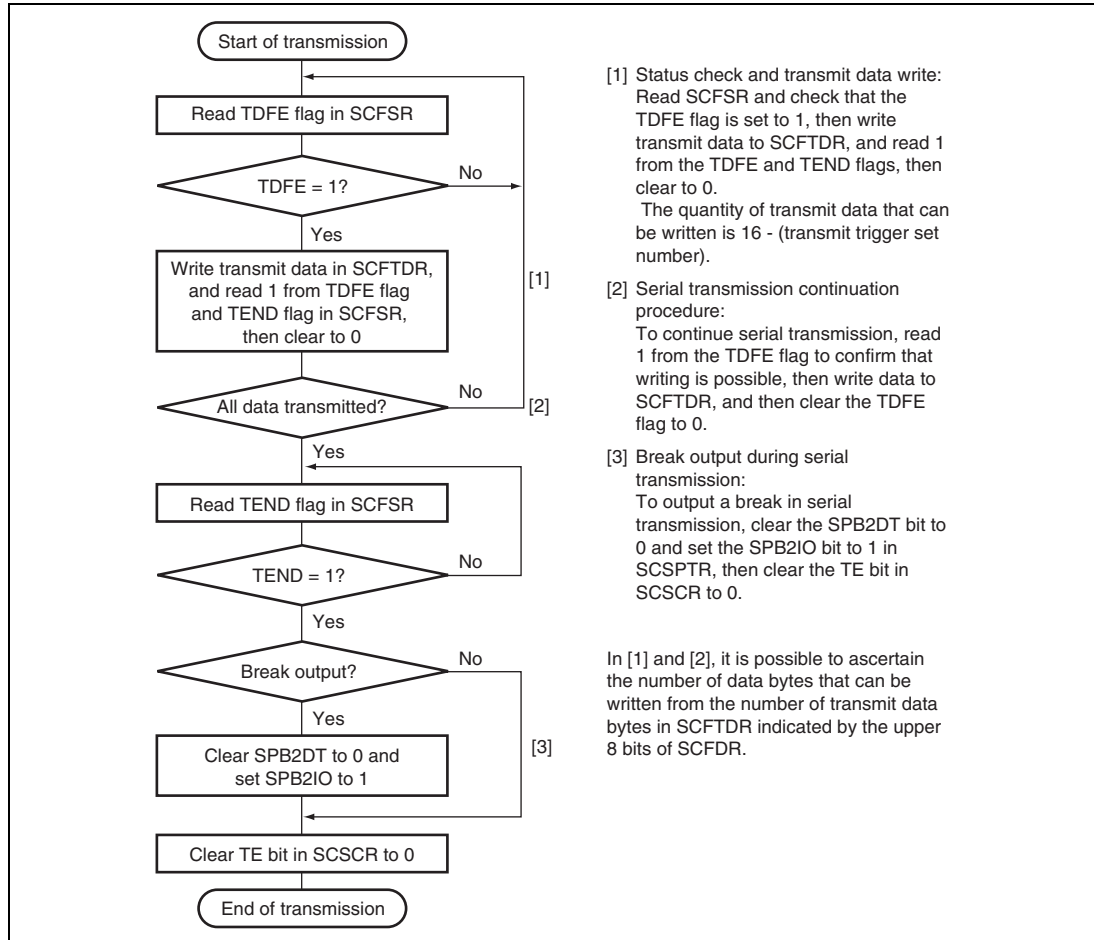 Start of transmission
Read TDFE flag in SCFSR
TDFE = 1?
No
Yes
Write transmit data in SCFTDR,
and read 1 from TDFE flag
and TEND flag in SCFSR,
then clear to 0
[1]
All data transmitted?
No
[2]
Yes
Read TEND flag in SCFSR
TEND = 1?
No
Yes
Break output?
No
Yes
Clear SPB2DT to 0 and
set SPB2IO to 1
[3]
Clear TE bit in SCSCR to 0
End of transmission
[1] Status check and transmit data write:
Read SCFSR and check that the
TDFE flag is set to 1, then write
transmit data to SCFTDR, and read 1
from the TDFE and TEND flags, then
clear to 0.
The quantity of transmit data that can
be written is 16 - (transmit trigger set
number).
[2] Serial transmission continuation
procedure:
To continue serial transmission, read
1 from the TDFE flag to confirm that
writing is possible, then write data to
SCFTDR, and then clear the TDFE
flag to 0.
[3] Break output during serial
transmission:
To output a break in serial
transmission, clear the SPB2DT bit to
0 and set the SPB2IO bit to 1 in
SCSPTR, then clear the TE bit in
SCSCR to 0.
In [1] and [2], it is possible to ascertain
the number of data bytes that can be
written from the number of transmit data
bytes in SCFTDR indicated by the upper
8 bits of SCFDR.